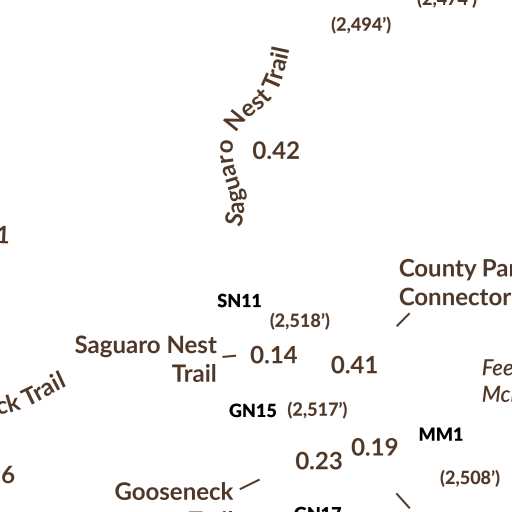 (2,474')
(2,494’)
Saguaro Nest Trail
0.42
1
County Par
Connector
SN11
(2,518’)
Saguaro Nest
Trail
0.14
0.41
Fee
Mc
ck Trail
GN15 (2,517’)
MM1
0.19
0.23
6
(2,508’)
Gooseneck
Trail
GN17